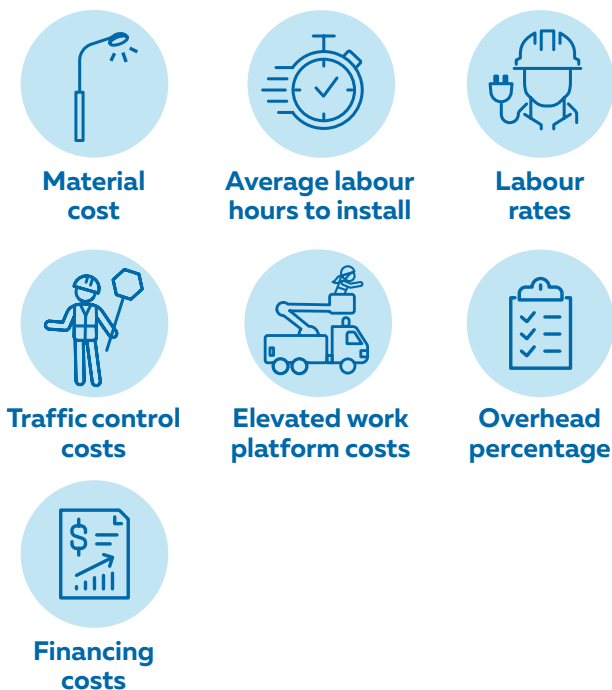 Material
cost
Average labour
hours to install
Labour
rates
Traffic control
costs
Elevated work
platform costs
Overhead
percentage
$
Financing
costs